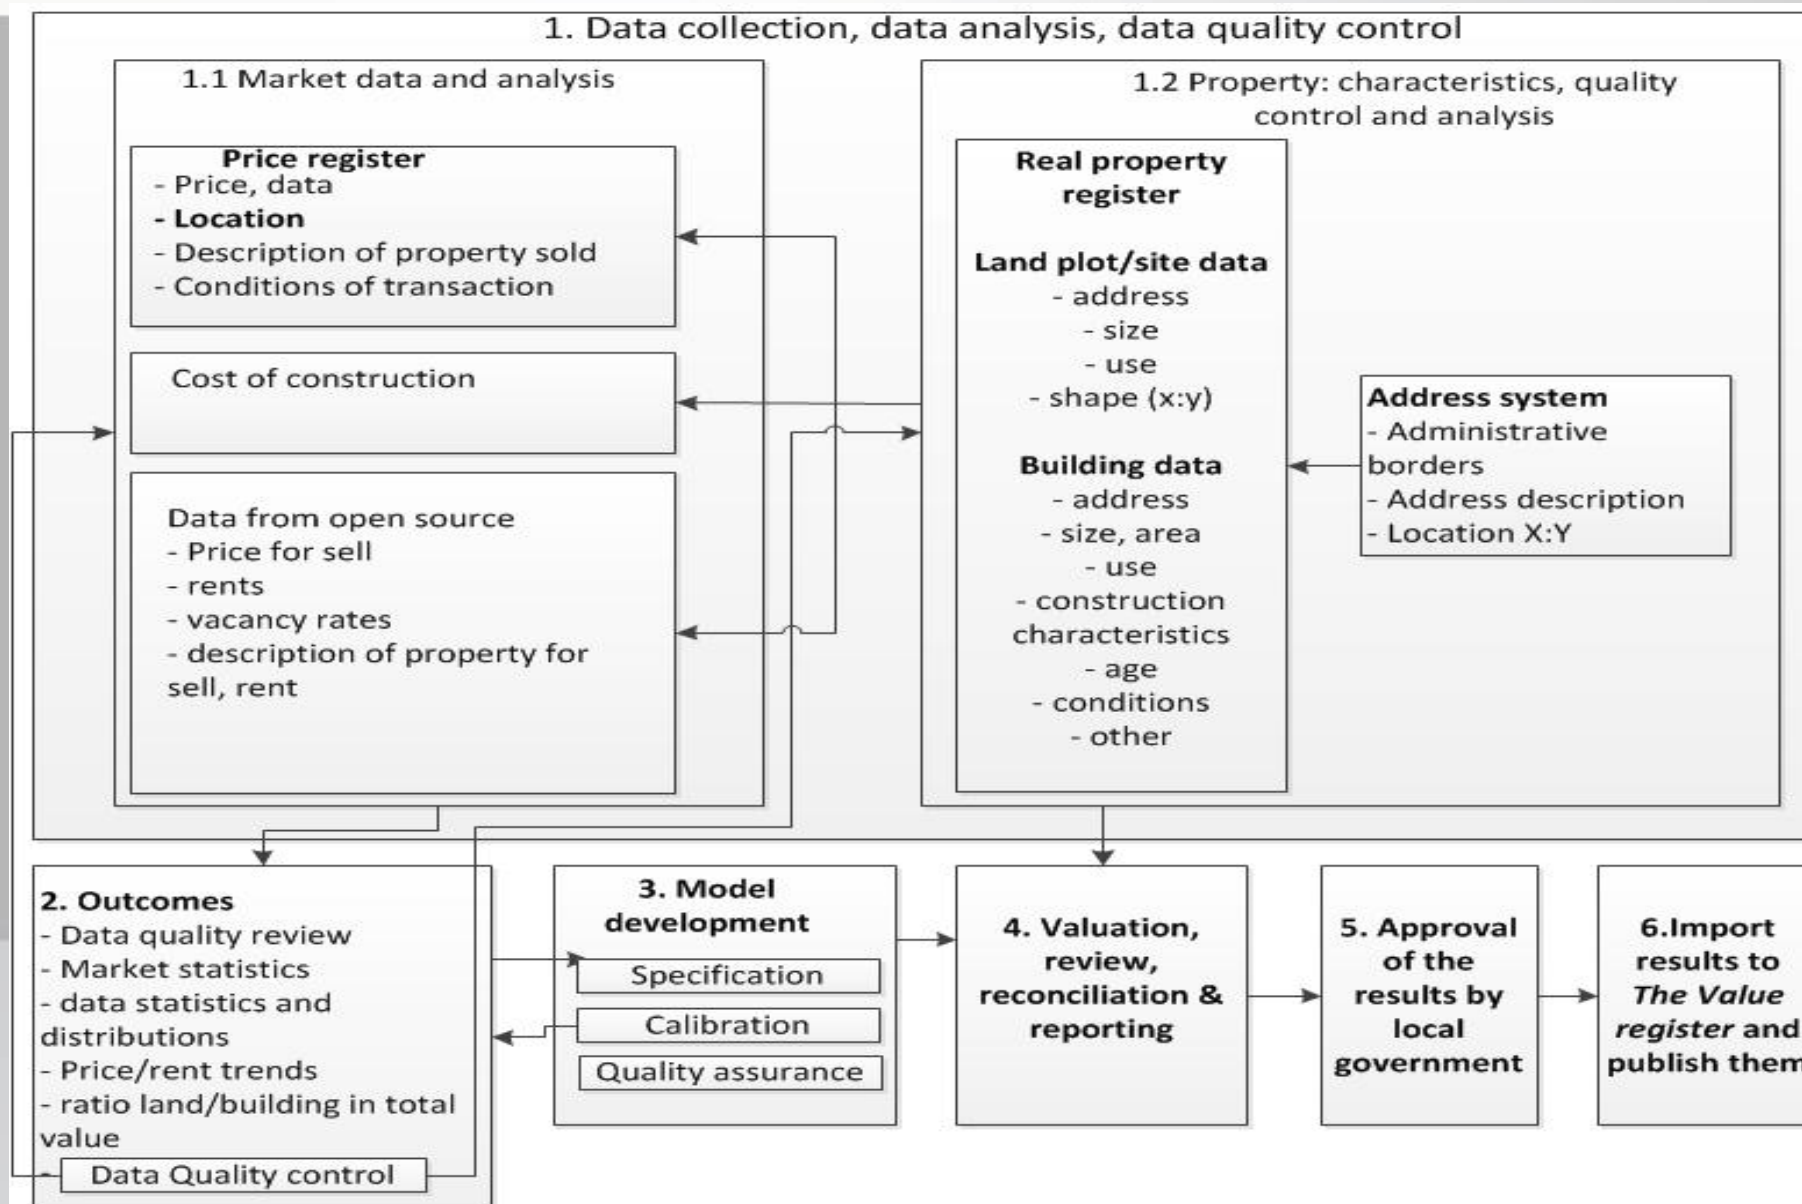 1. Data collection, data analysis, data quality control
1.1 Market data and analysis
Price register
- Price, data
- Location
- Description of property sold
- Conditions of transaction
Cost of construction
Data from open source
- Price for sell
- rents
- vacancy rates
- description of property for
sell, rent
1.2 Property: characteristics, quality
control and analysis
Real property
register
Land plot/site data
- address
- size
- use
- shape (x:y)
Building data
- address
- size, area
- use
- construction
characteristics
- age
- conditions
- other
Address system
- Administrative
borders
- Address description
- Location X:Y
2. Outcomes
- Data quality review
- Market statistics
- data statistics and
distributions
- Price/rent trends
- ratio land/building in total
value
- Data Quality control
3. Model
development
Specification
Calibration
Quality assurance
4. Valuation,
review,
reconciliation &
reporting
5. Approval
of the
results by
local
government
6.Import
results to
The Value
register and
publish them